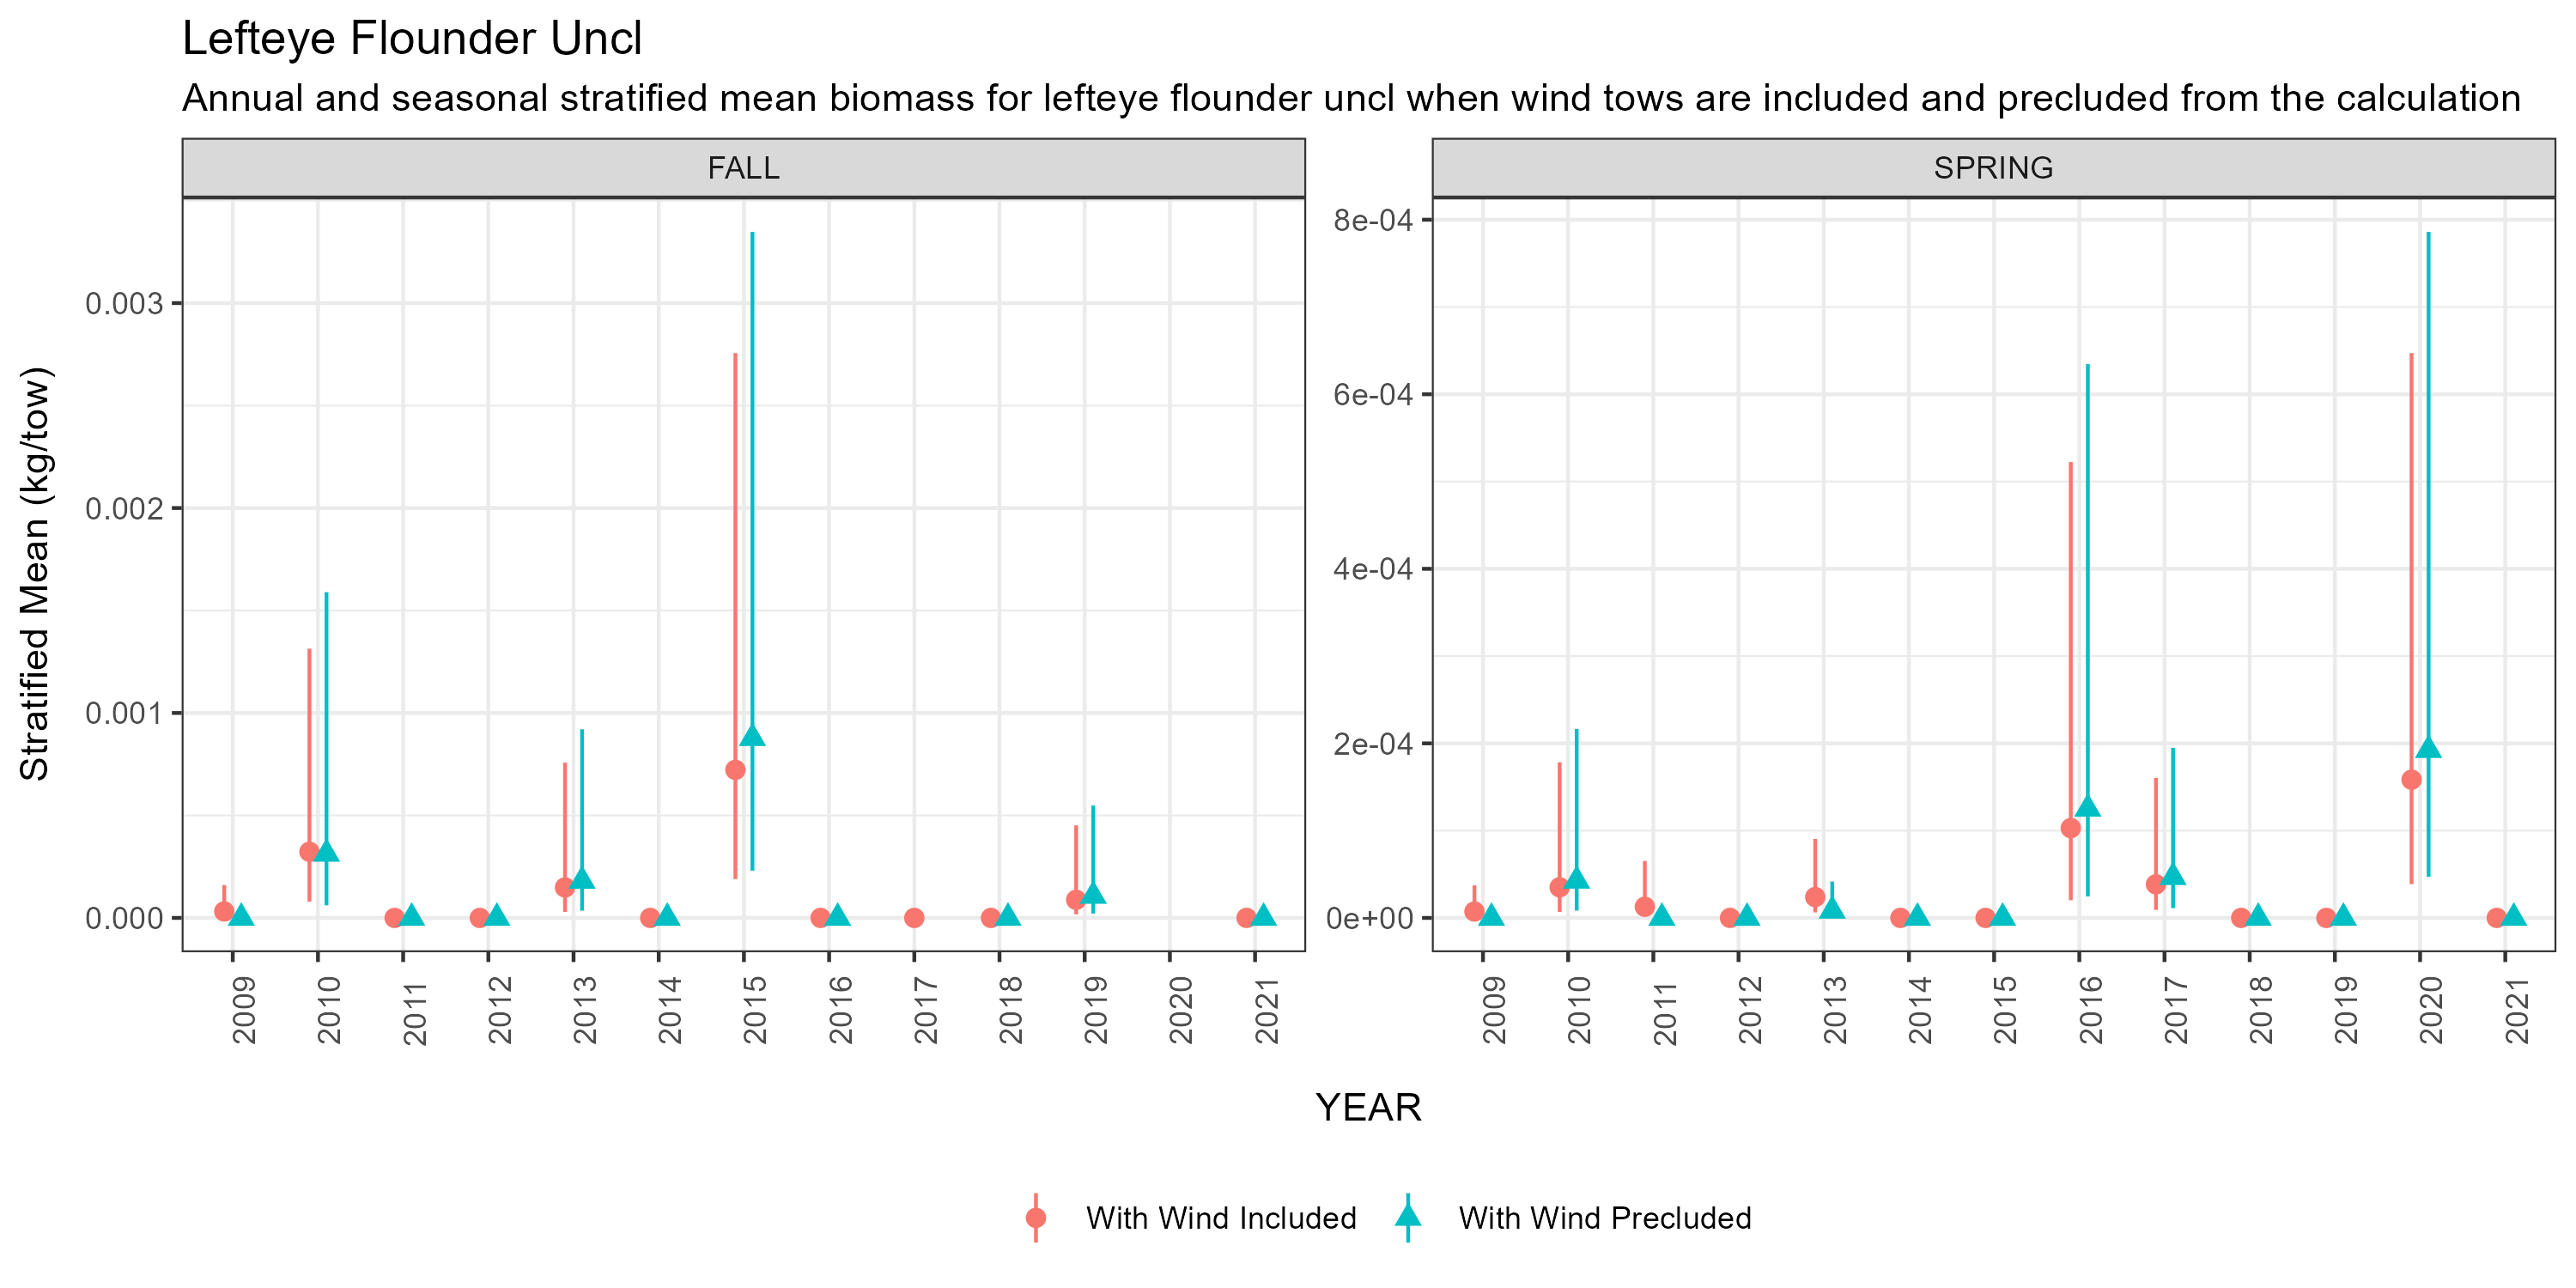 Lefteye Flounder Uncl
Annual and seasonal stratified mean biomass for lefteye flounder uncl when wind tows are included and precluded from the calculation
FALL
SPRING
Stratified Mean (kg/tow)
0.003
0.002
0.001
0.000
8e-04
6e-04
4e-04
2e-04
0e+00
2009 2010 2011 2012 2013 2014 2015 2016 2017 2018 2019 2020 2021
2009 2010 2011 2012 2013 2014 2015 2016 2017 2018 2019 2020 2021
YEAR
With Wind Included
With Wind Precluded